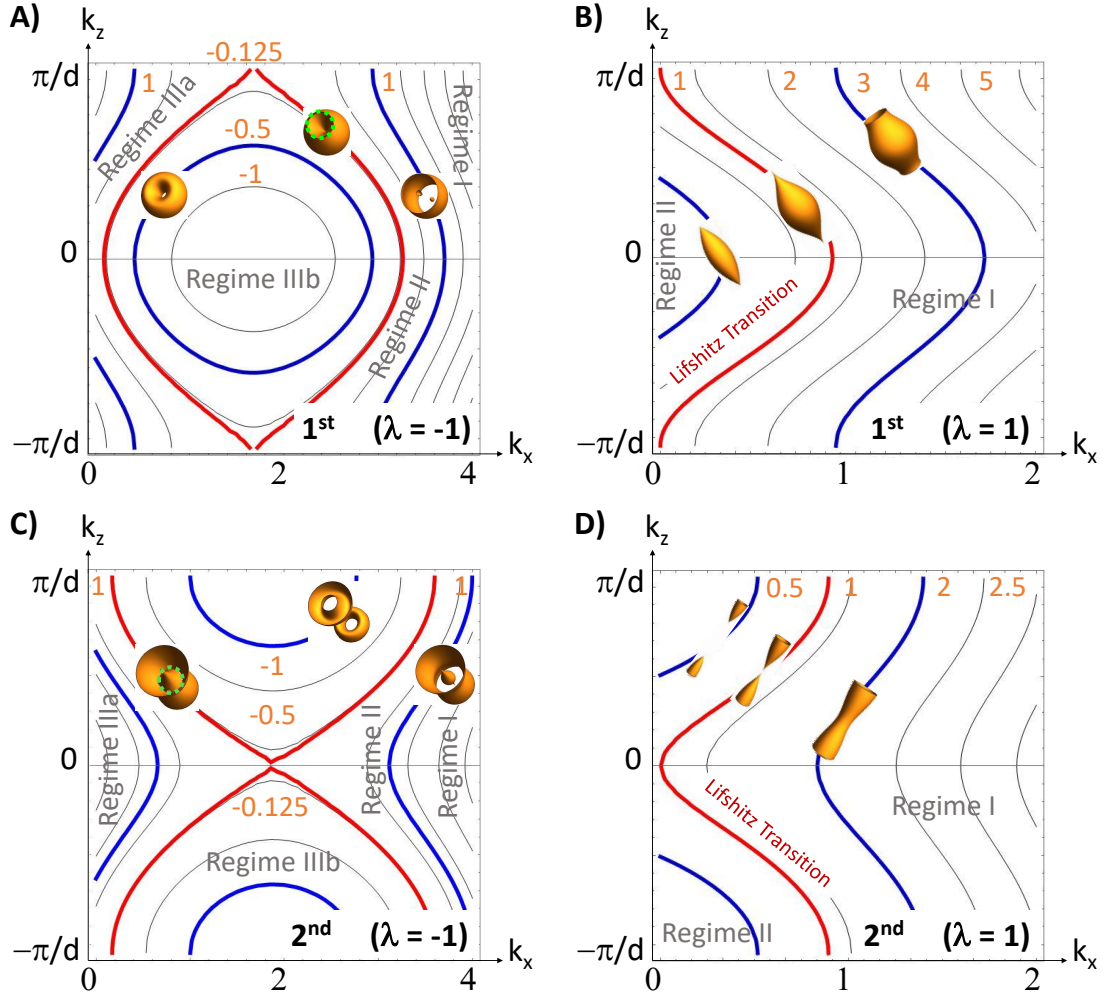 A)
k_z
π/d
0
−π/d
-0.125
1
1
Regime IIIa
Regime I
-0.5
-1
Regime IIIb
Regime II
1st (λ = -1)
0
2
4
k_x
B)
k_z
π/d
0
−π/d
1
2
3
4
5
Regime II
Regime I
Lifshitz Transition
1st (λ = 1)
0
1
2
k_x
C)
k_z
π/d
0
−π/d
1
1
-1
-0.5
Regime IIIa
Regime II
Regime I
-0.125
Regime IIIb
2nd (λ = -1)
0
2
4
k_x
D)
k_z
π/d
0
−π/d
0.5
1
2
2.5
Regime I
Lifshitz Transition
Regime II
2nd (λ = 1)
0
1
2
k_x